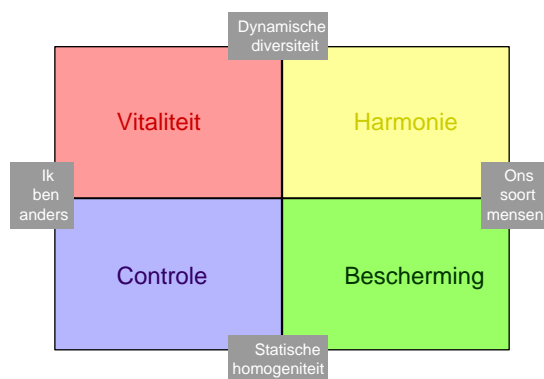 Dynamische
diversiteit
Vitaliteit
Harmonie
Ik
ben
anders
Ons
soort
mensen
Controle
Bescherming
Statische
homogeniteit